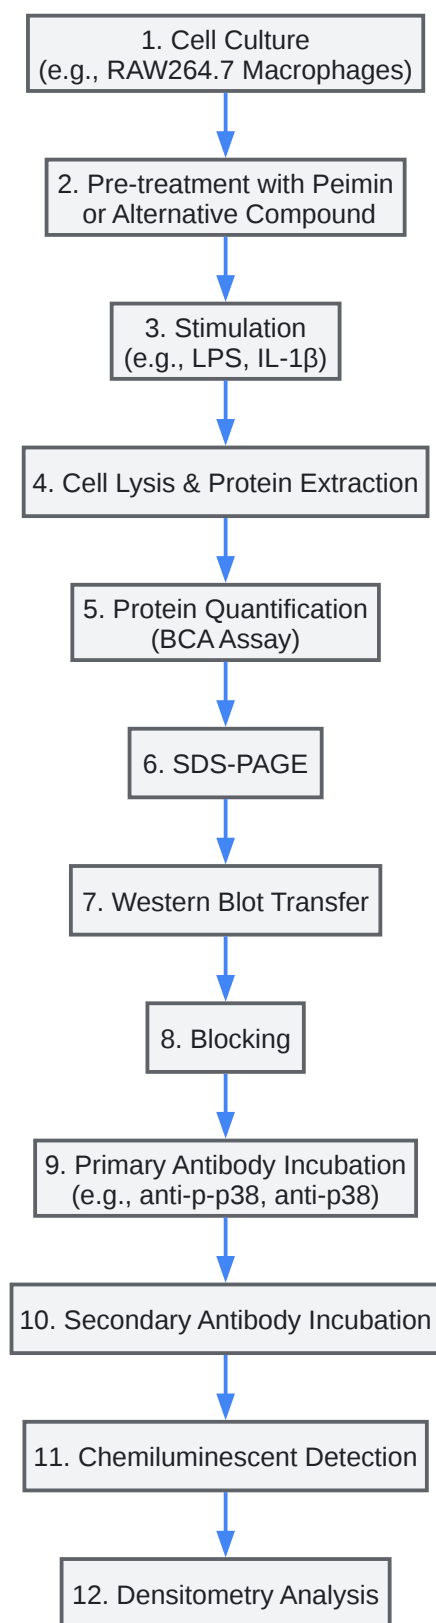 1. Cell Culture
(e.g., RAW264.7 Macrophages)
2. Pre-treatment with Peimin
or Alternative Compound
3. Stimulation
(e.g., LPS, IL-1β)
4. Cell Lysis & Protein Extraction
5. Protein Quantification
(BCA Assay)
6. SDS-PAGE
7. Western Blot Transfer
8. Blocking
9. Primary Antibody Incubation
(e.g., anti-p-p38, anti-p38)
10. Secondary Antibody Incubation
11. Chemiluminescent Detection
12. Densitometry Analysis